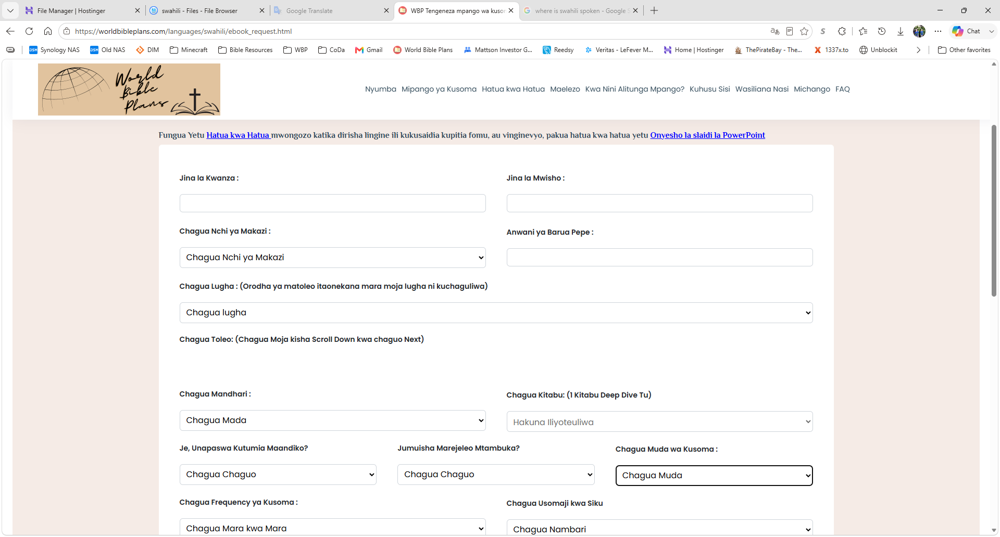 File Manager | Hostinger
swahili - Files - File Browser
Google Translate
WBP Tengeneza mpango wa kusor
where is swahili spoken - Google S
https://worldbibleplans.com/languages/swahili/ebook_request.html
Chat
Synology NAS
Old NAS
DIM
Minecraft
Bible Resources
WBP
CoDa
Gmail
World Bible Plans
Mattson Investor G...
Reedsy
Veritas - LeFever M...
Home | Hostinger
ThePirateBay - The...
1337x.to
Unblockit
Other favorites
World
Bible
Plans
Nyumba Mipango ya Kusoma Hatua kwa Hatua Maelezo Kwa Nini Alitunga Mpango? Kuhusu Sisi Wasiliana Nasi Michango FAQ
Fungua Yetu Hatua kwa Hatua mwongozo katika dirisha lingine ili kukusaidia kupitia fomu, au vinginevyo, pakua hatua kwa hatua yetu Onyesho la slaidi la PowerPoint
Jina la Kwanza :
Jina la Mwisho :
Chagua Nchi ya Makazi :
Anwani ya Barua Pepe :
Chagua Nchi ya Makazi
Chagua Lugha : (Orodha ya matoleo itaonekana mara moja lugha ni kuchaguliwa)
Chagua lugha
Chagua Toleo: (Chagua Moja kisha Scroll Down kwa chaguo Next)
Chagua Mandhari :
Chagua Kitabu: (1 Kitabu Deep Dive Tu)
Chagua Mada
Hakuna Iliyoteuliwa
Je, Unapaswa Kutumia Maandiko?
Jumuisha Marejeleo Mtambuka?
Chagua Muda wa Kusoma :
Chagua Chaguo
Chagua Chaguo
Chagua Muda
Chagua Frequency ya Kusoma :
Chagua Usomaji kwa Siku
Chagua Mara kwa Mara
Chagua Nambari